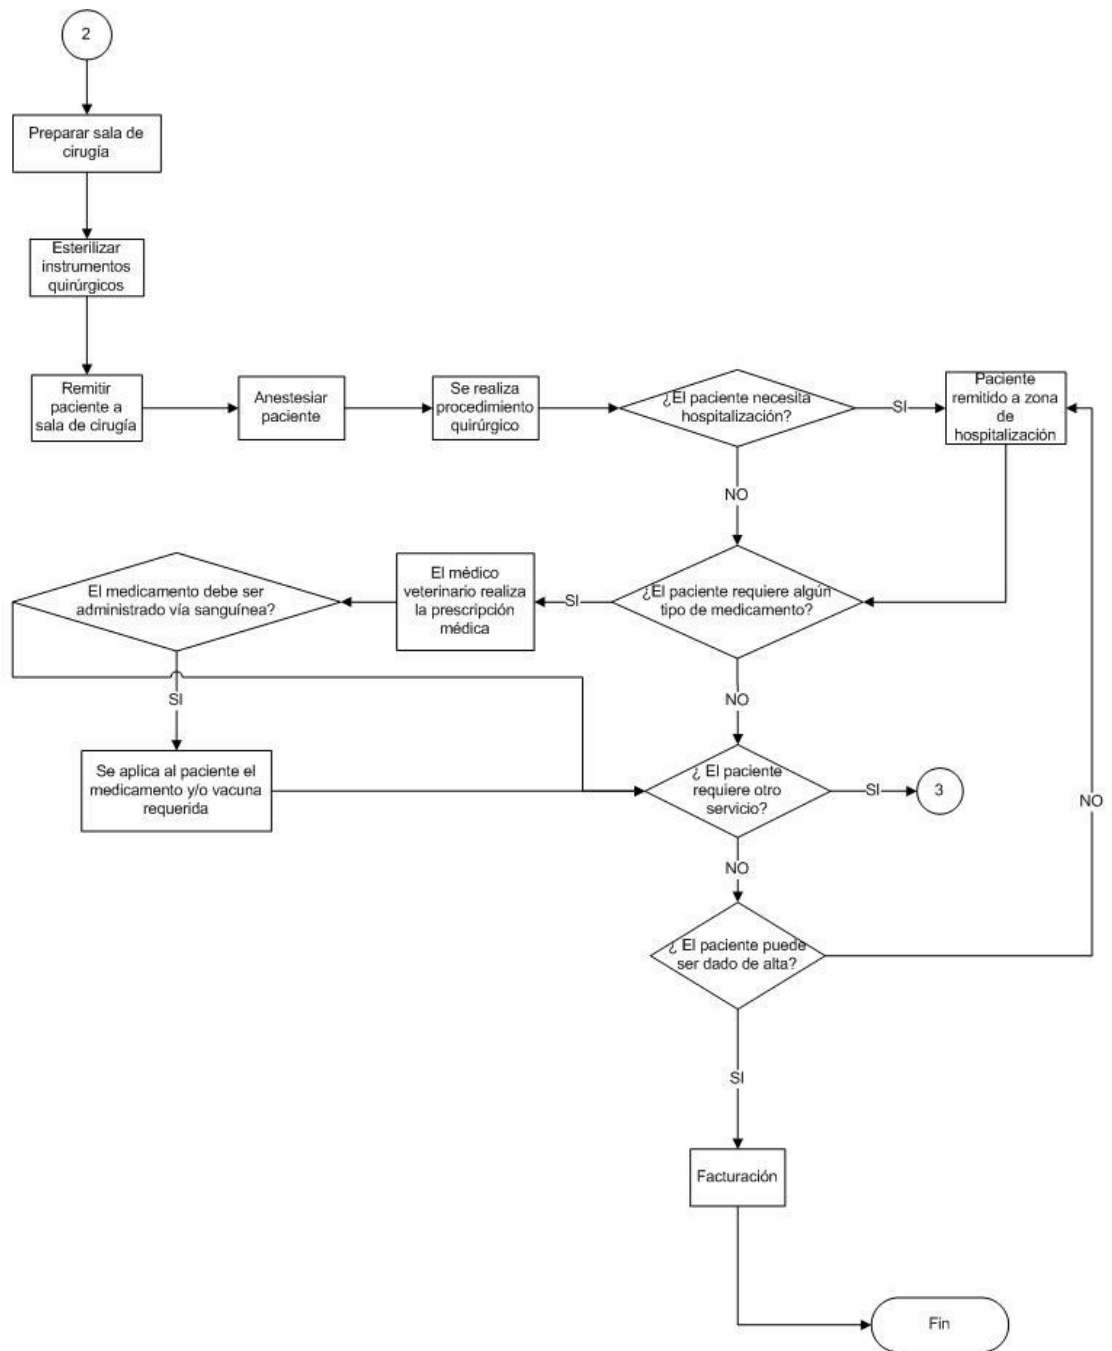 2
Preparar sala de
cirugía
Esterilizar
instrumentos
quirúrgicos
Remitir
paciente a
sala de cirugía
Anestesiar
paciente
Se realiza
procedimiento
quirúrgico
¿El paciente necesita
hospitalización?
SI
Paciente
remitido a zona
de
hospitalización
NO
El medicamento debe ser
administrado vía sanguínea?
El médico
veterinario realiza
la prescripción
médica
SI
¿El paciente requiere algún
tipo de medicamento?
SI
NO
Se aplica al paciente el
medicamento y/o vacuna
requerida
¿ El paciente
requiere otro
servicio?
SI
3
NO
NO
¿ El paciente puede
ser dado de alta?
SI
Facturación
Fin